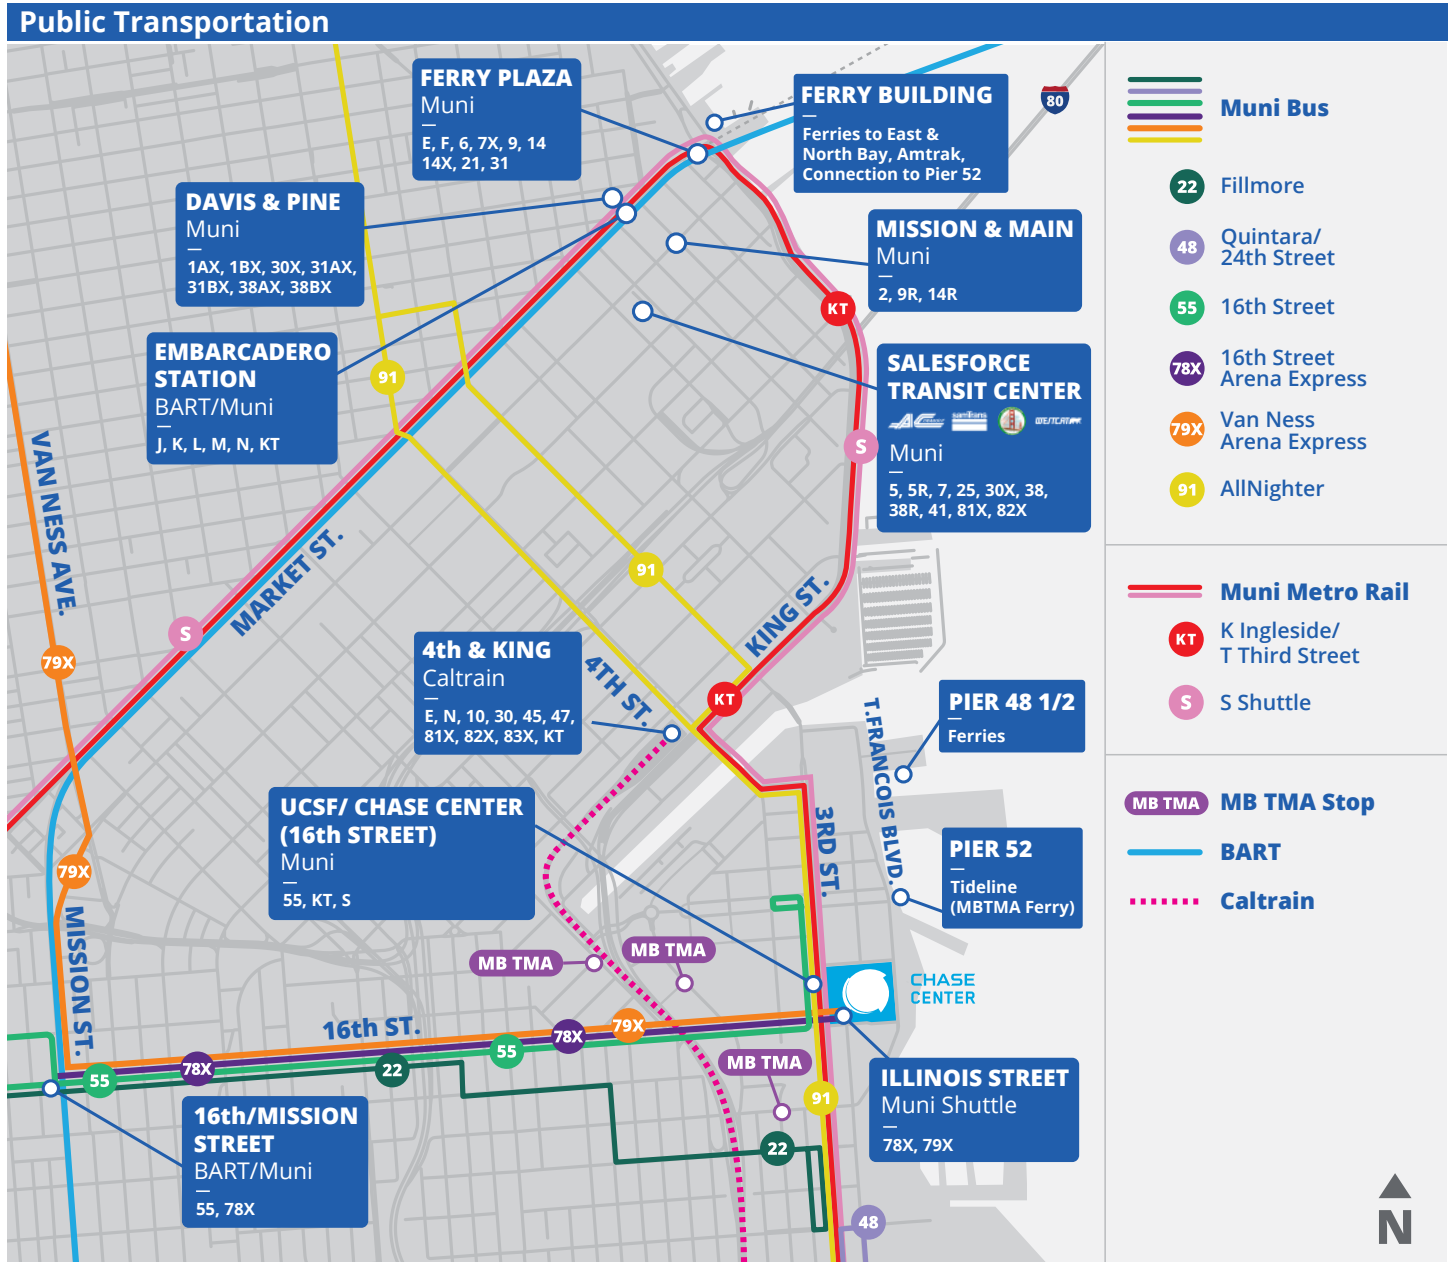 Public Transportation
FERRY PLAZA
Muni
—
E, F, 6, 7X, 9, 14
14X, 21, 31
FERRY BUILDING
—
Ferries to East &
North Bay, Amtrak,
Connection to Pier 52
80
DAVIS & PINE
Muni
—
1AX, 1BX, 30X, 31AX,
31BX, 38AX, 38BX
MISSION & MAIN
Muni
—
2, 9R, 14R
KT
EMBARCADERO
STATION
BART/Muni
—
J, K, L, M, N, KT
91
SALESFORCE
TRANSIT CENTER
AC
samTrans
WESTCAT
Muni
—
5, 5R, 7, 25, 30X, 38,
38R, 41, 81X, 82X
S
VAN NESS AVE.
MARKET ST.
91
KING ST.
S
79X
4th & KING
Caltrain
—
E, N, 10, 30, 45, 47,
81X, 82X, 83X, KT
4TH ST.
KT
T.FRANCOIS BLVD.
PIER 48 1/2
—
Ferries
UCSF/ CHASE CENTER
(16th STREET)
Muni
—
55, KT, S
3RD ST.
PIER 52
—
Tideline
(MBTMA Ferry)
79X
MISSION ST.
MB TMA
MB TMA
CHASE
CENTER
16th ST.
79X
78X
55
22
78X
55
MB TMA
91
ILLINOIS STREET
Muni Shuttle
—
78X, 79X
16th/MISSION
STREET
BART/Muni
—
55, 78X
22
48
Muni Bus
22 Fillmore
48 Quintara/
24th Street
55 16th Street
78X 16th Street
Arena Express
79X Van Ness
Arena Express
91 AllNighter
Muni Metro Rail
KT K Ingleside/
T Third Street
S S Shuttle
MB TMA MB TMA Stop
BART
Caltrain
N